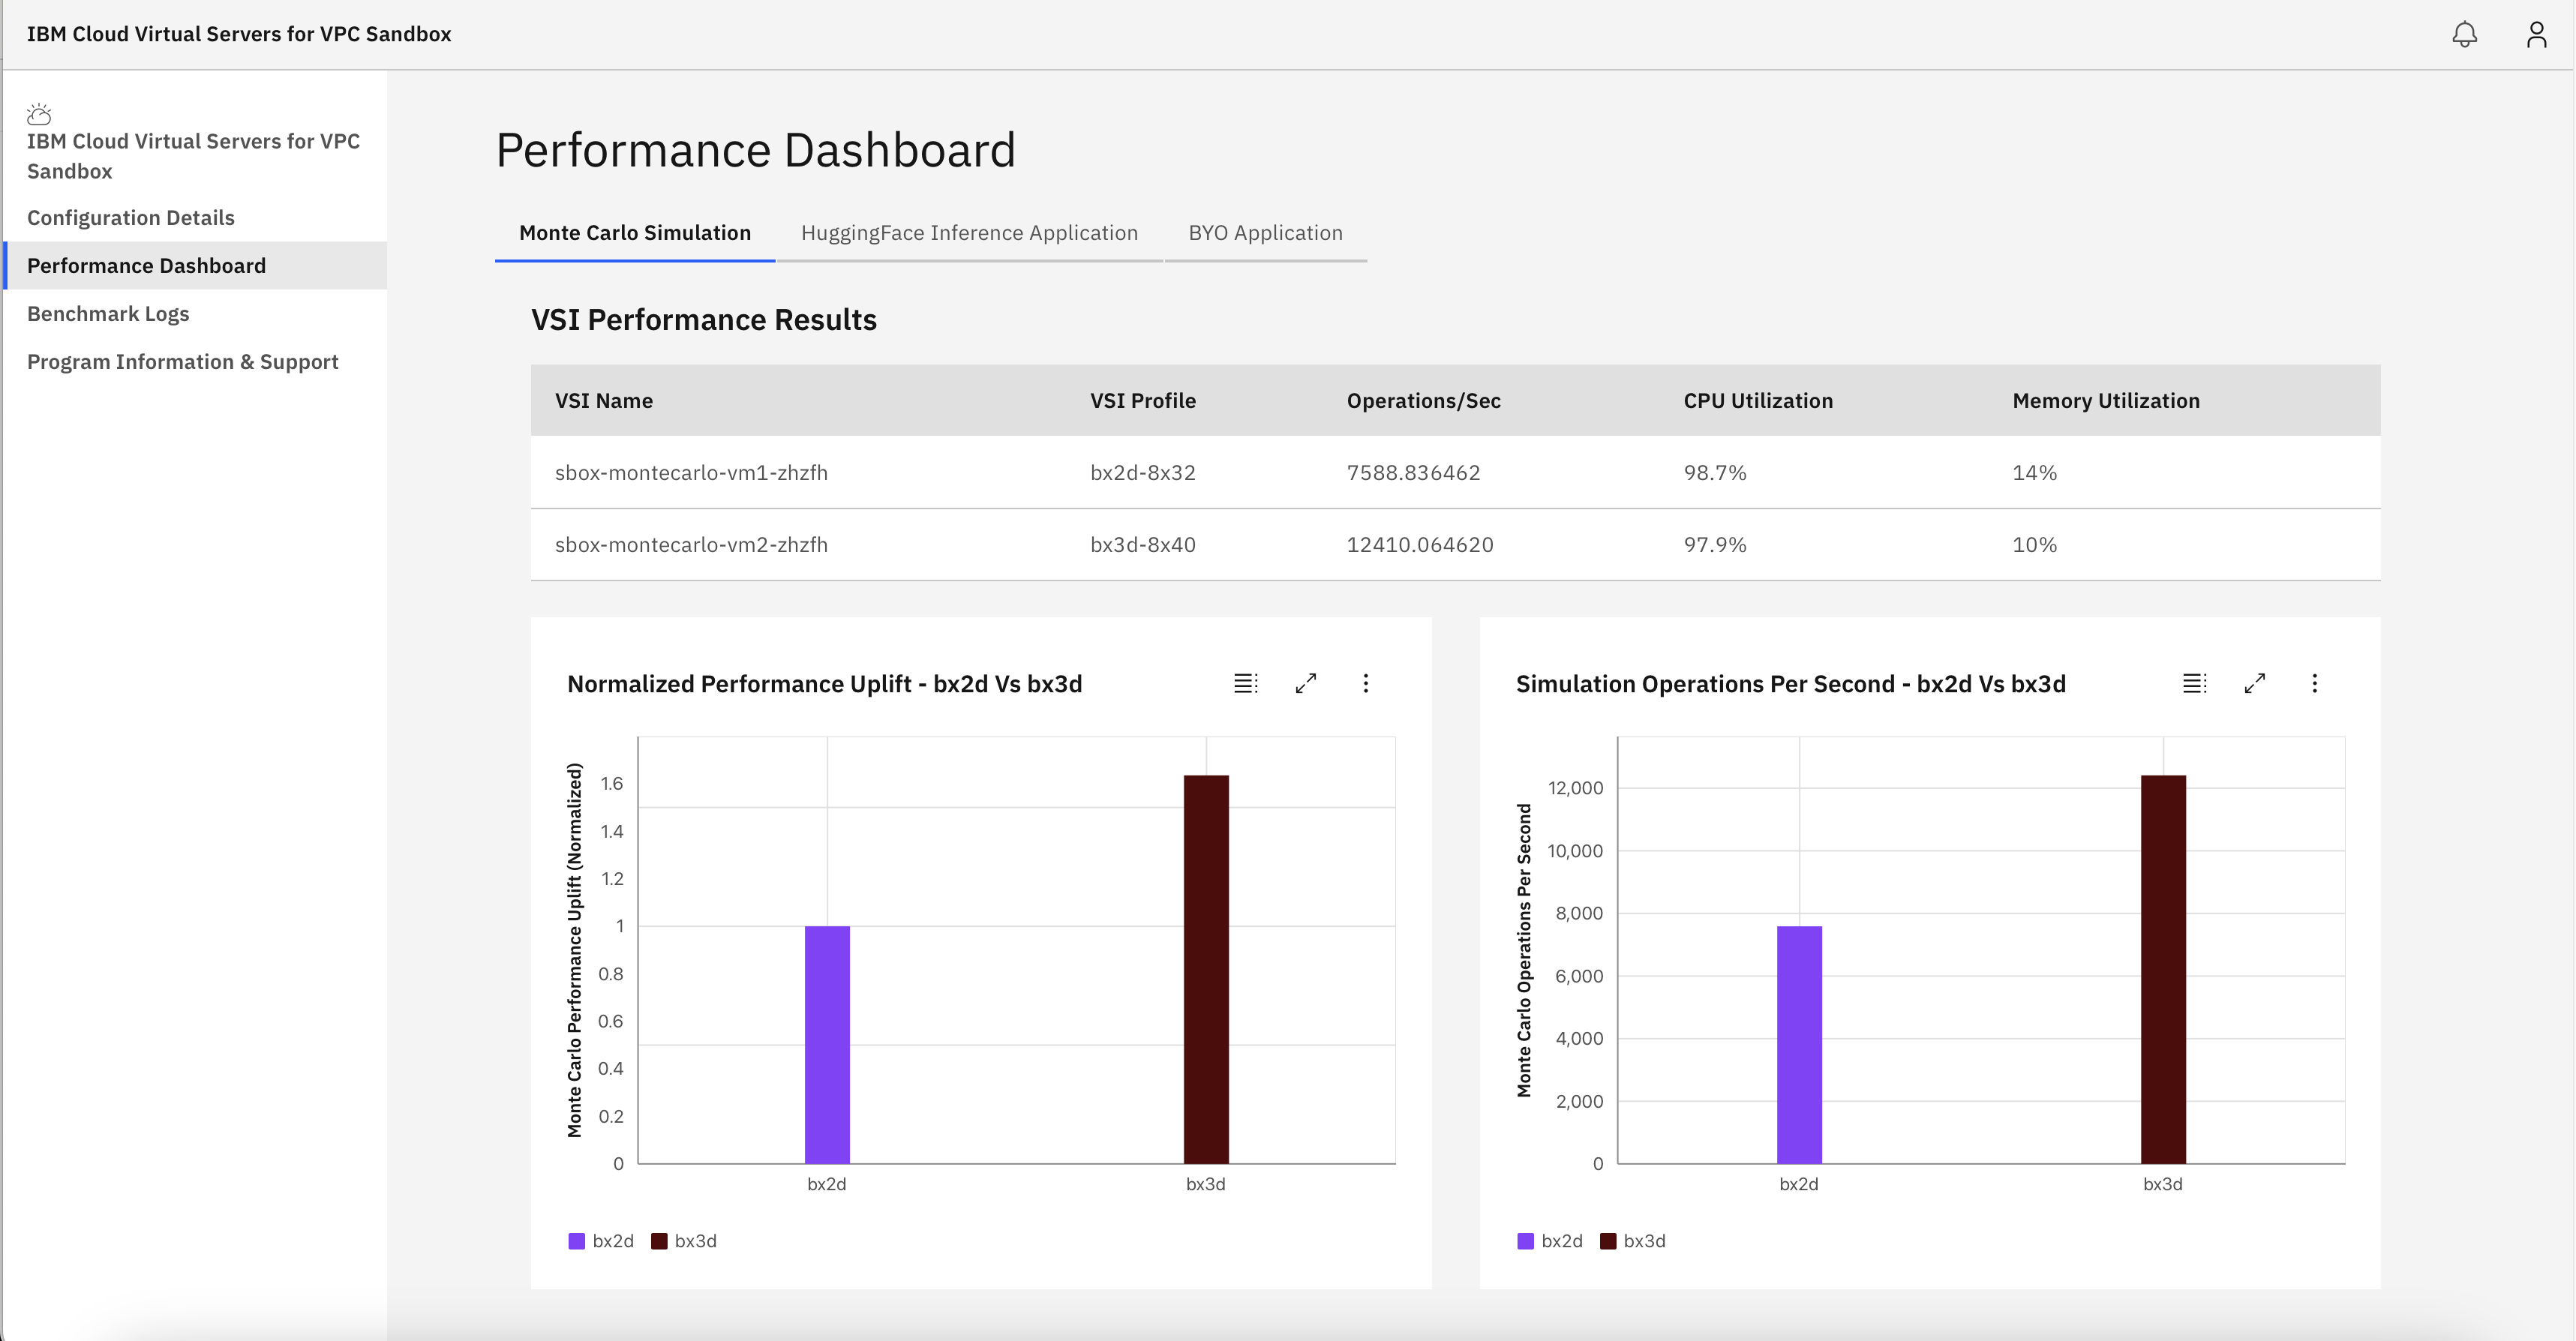 IBM Cloud Virtual Servers for VPC Sandbox
IBM Cloud Virtual Servers for VPC
Sandbox
Configuration Details
Performance Dashboard
Benchmark Logs
Program Information & Support
Performance Dashboard
Monte Carlo Simulation HuggingFace Inference Application BYO Application
VSI Performance Results
VSI Name VSI Profile Operations/Sec CPU Utilization Memory Utilization
sbox-montecarlo-vm1-zhzfh bx2d-8x32 7588.836462 98.7% 14%
sbox-montecarlo-vm2-zhzfh bx3d-8x40 12410.064620 97.9% 10%
Normalized Performance Uplift - bx2d Vs bx3d
Monte Carlo Performance Uplift (Normalized)
1.6
1.4
1.2
1
0.8
0.6
0.4
0.2
0
bx2d bx3d
bx2d bx3d
Simulation Operations Per Second - bx2d Vs bx3d
Monte Carlo Operations Per Second
12,000
10,000
8,000
6,000
4,000
2,000
0
bx2d bx3d
bx2d bx3d